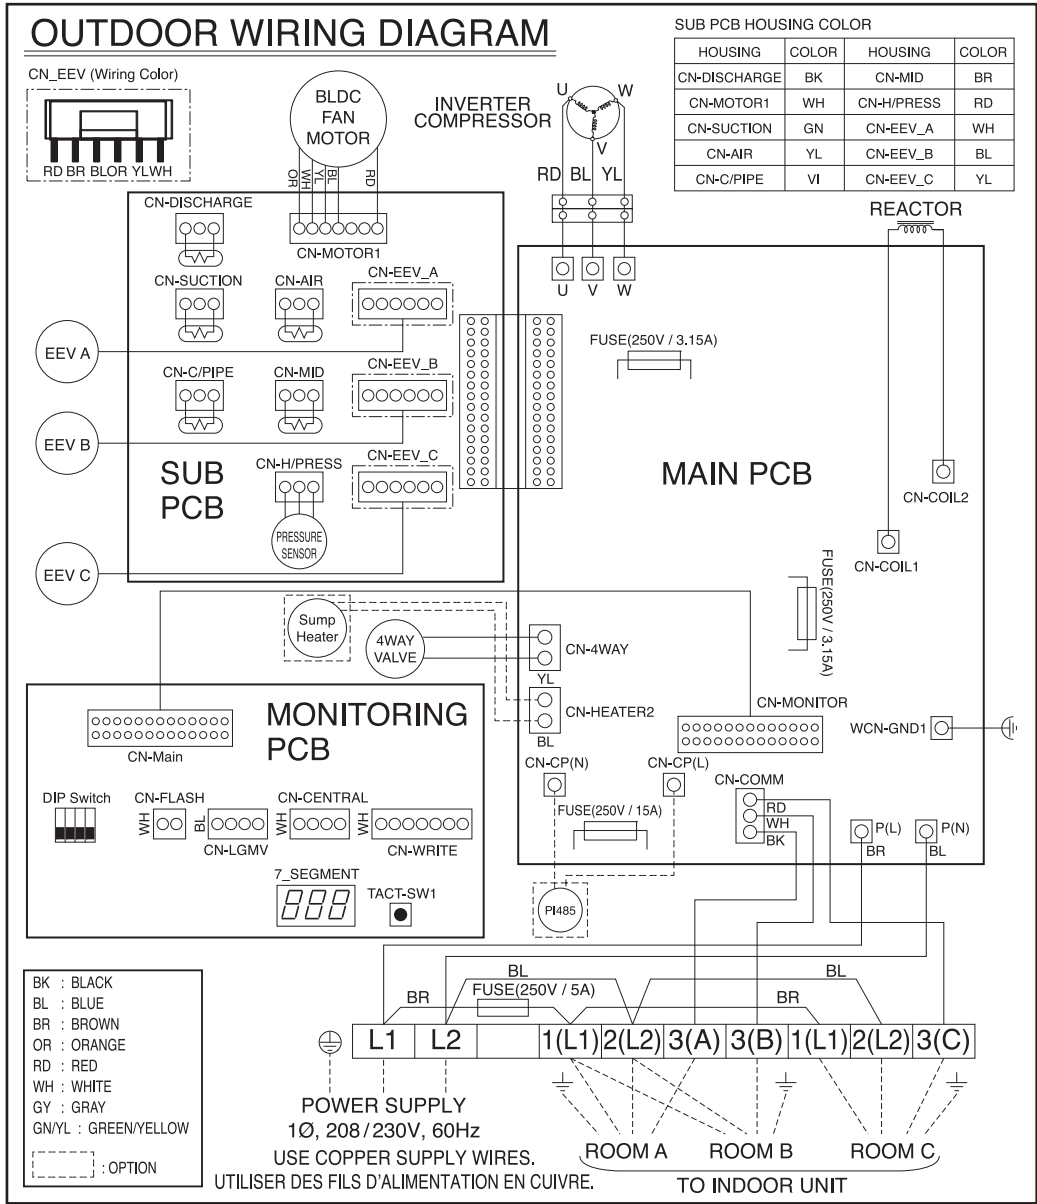 OUTDOOR WIRING DIAGRAM
SUB PCB HOUSING COLOR
HOUSING COLOR HOUSING COLOR
CN-DISCHARGE BK CN-MID BR
CN-MOTOR1 WH CN-H/PRESS RD
CN-SUCTION GN CN-EEV_A WH
CN-AIR YL CN-EEV_B BL
CN-C/PIPE VI CN-EEV_C YL
CN_EEV (Wiring Color)
RD BR BL OR YL WH
BLDC
FAN
MOTOR
OR WH YL BL RD
INVERTER
COMPRESSOR
U W
V
RD BL YL
U V W
REACTOR
CN-DISCHARGE
CN-MOTOR1
CN-SUCTION
CN-AIR
CN-EEV_A
EEV A
CN-C/PIPE
CN-MID
CN-EEV_B
EEV B
SUB
PCB
CN-H/PRESS
CN-EEV_C
PRESSURE
SENSOR
EEV C
FUSE(250V / 3.15A)
MAIN PCB
CN-COIL2
CN-COIL1
FUSE(250V / 3.15A)
Sump
Heater
4WAY
VALVE
CN-4WAY
YL
CN-HEATER2
BL
CN-MONITOR
WCN-GND1
CN-CP(N)
CN-CP(L)
CN-COMM
RD
WH
BK
FUSE(250V / 15A)
P(L)
BR
P(N)
BL
PI485
MONITORING
PCB
CN-Main
DIP Switch
CN-FLASH
WH
BL
CN-LGMV
CN-CENTRAL
WH
WH
CN-WRITE
7_SEGMENT
888
TACT-SW1
BK : BLACK
BL : BLUE
BR : BROWN
OR : ORANGE
RD : RED
WH : WHITE
GY : GRAY
GN/YL : GREEN/YELLOW
: OPTION
BL BL
BR FUSE(250V / 5A) BR
L1 L2 1(L1) 2(L2) 3(A) 3(B) 1(L1) 2(L2) 3(C)
POWER SUPPLY
1Ø, 208/230V, 60Hz
USE COPPER SUPPLY WIRES.
UTILISER DES FILS D'ALIMENTATION EN CUIVRE.
ROOM A ROOM B ROOM C
TO INDOOR UNIT